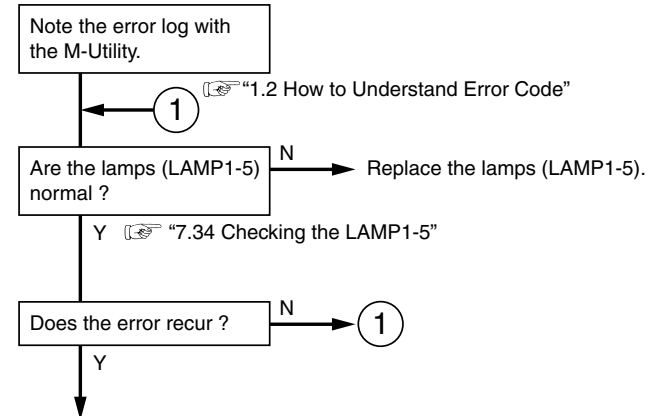 Note the error log with
the M-Utility.
☞“1.2 How to Understand Error Code”
1
Are the lamps (LAMP1-5)
normal ?
N
Replace the lamps (LAMP1-5).
Y ☞ “7.34 Checking the LAMP1-5”
Does the error recur ?
N
1
Y